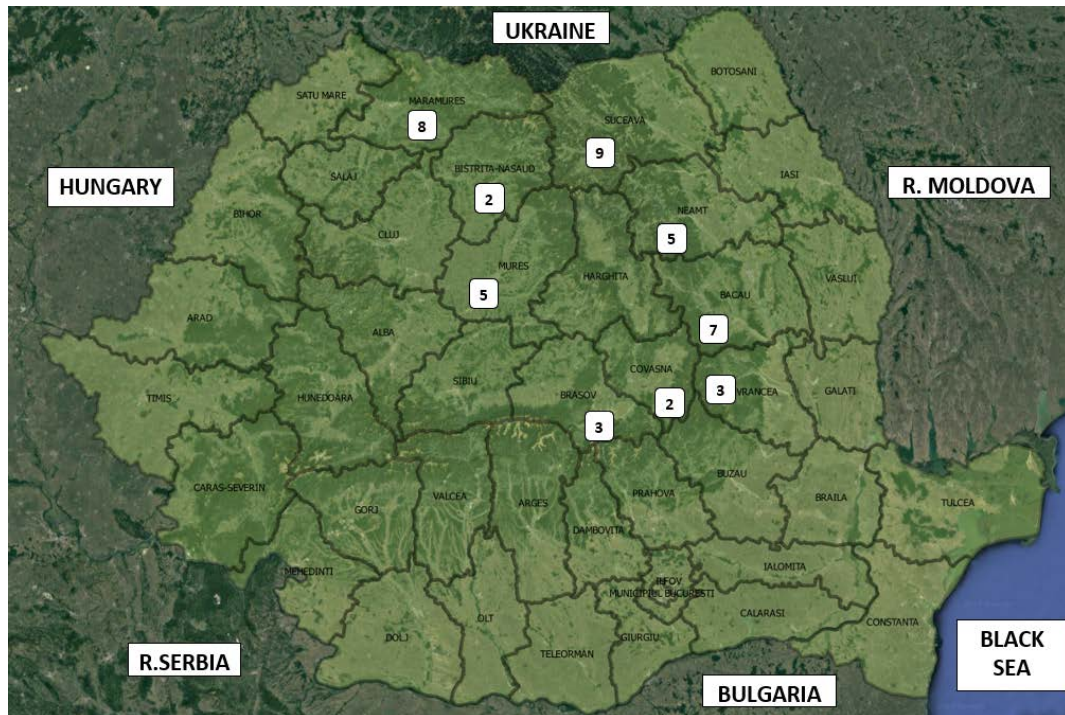 UKRAINE
BOTOSANI
SATU MARE
MARAMURES
SUCEAVA
8
9
BISTRITA-NASAUD
SALAJ
IASI
HUNGARY
R. MOLDOVA
2
NEAMT
BIHOR
CLUJ
5
MURES
HARGHITA
VASLUI
5
BACAU
ARAD
7
ALBA
COVASNA
SIBIU
BRASOV
3
VRANCEA
GALATI
TIMIS
HUNEDOARA
2
3
BUZAU
CARAS-SEVERIN
VALCEA
ARGES
PRAHOVA
BRAILA
TULCEA
GORJ
DAMBOVITA
IALOMITA
MEHEDINTI
MUNICIPIUL BUCURESTI
CALARASI
CONSTANTA
OLT
DOLJ
GIURGIU
TELEORMAN
R.SERBIA
BLACK
SEA
BULGARIA